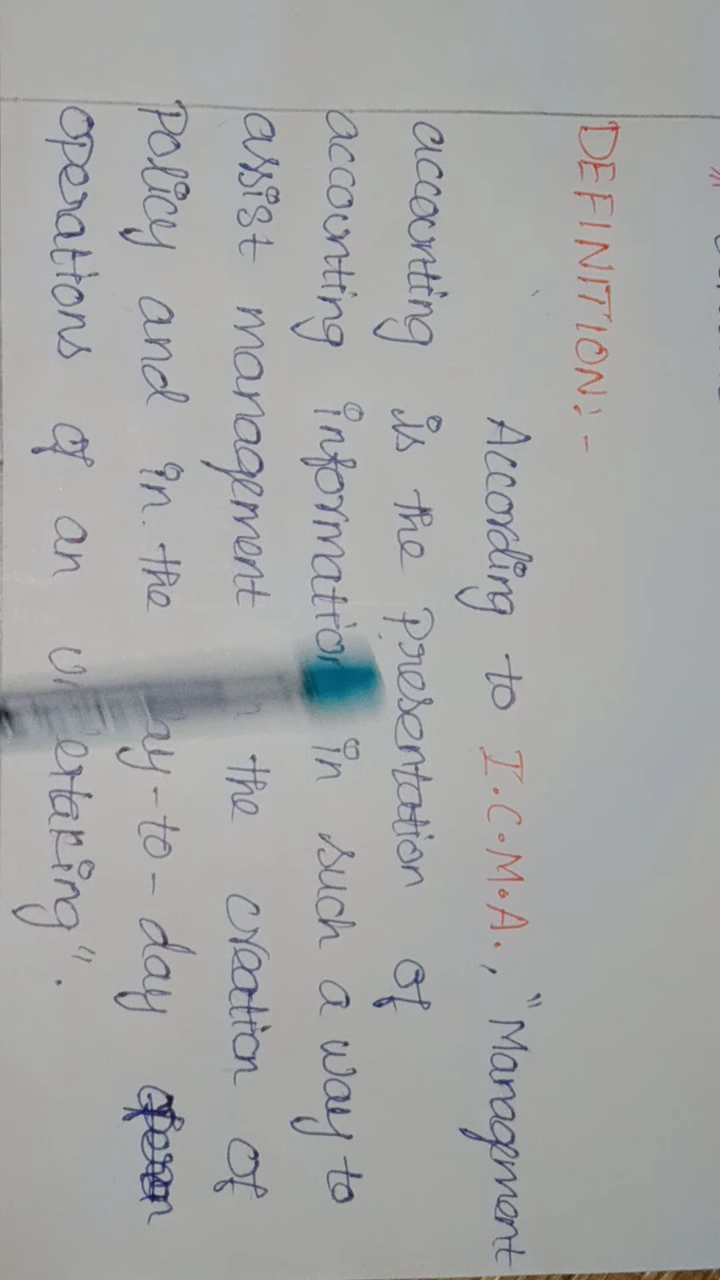 DEFINITION:-
According to I.C.M.A., "Management
accounting is the presentation of
accounting information in such a way to
assist management the creation of
policy and in the day-to-day
operations of an undertaking".